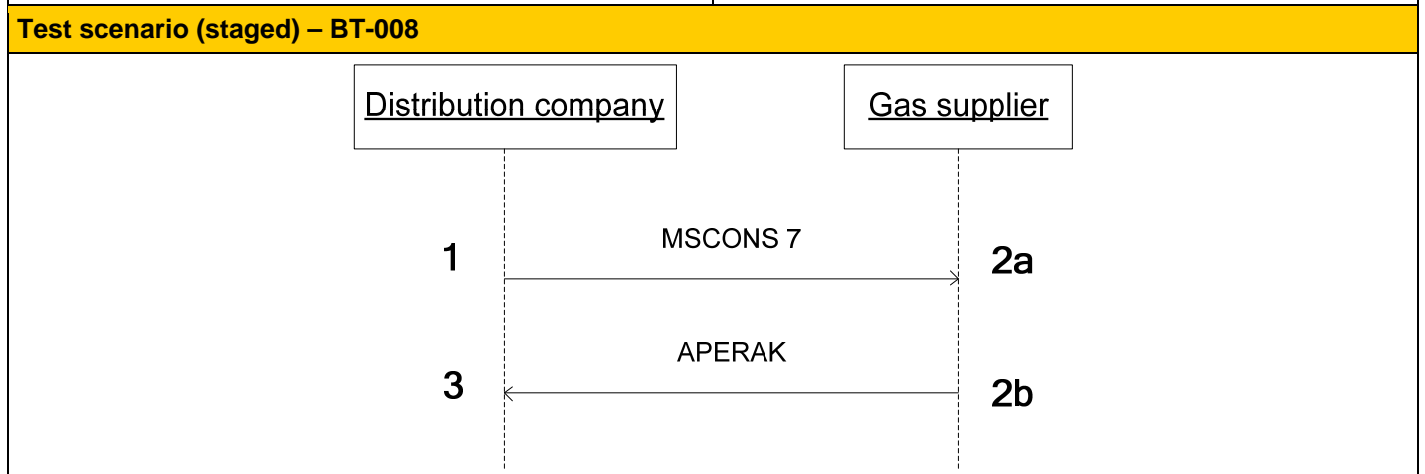 Test scenario (staged) – BT-008
Distribution company
Gas supplier
MSCONS 7
1
2a
APERAK
3
2b